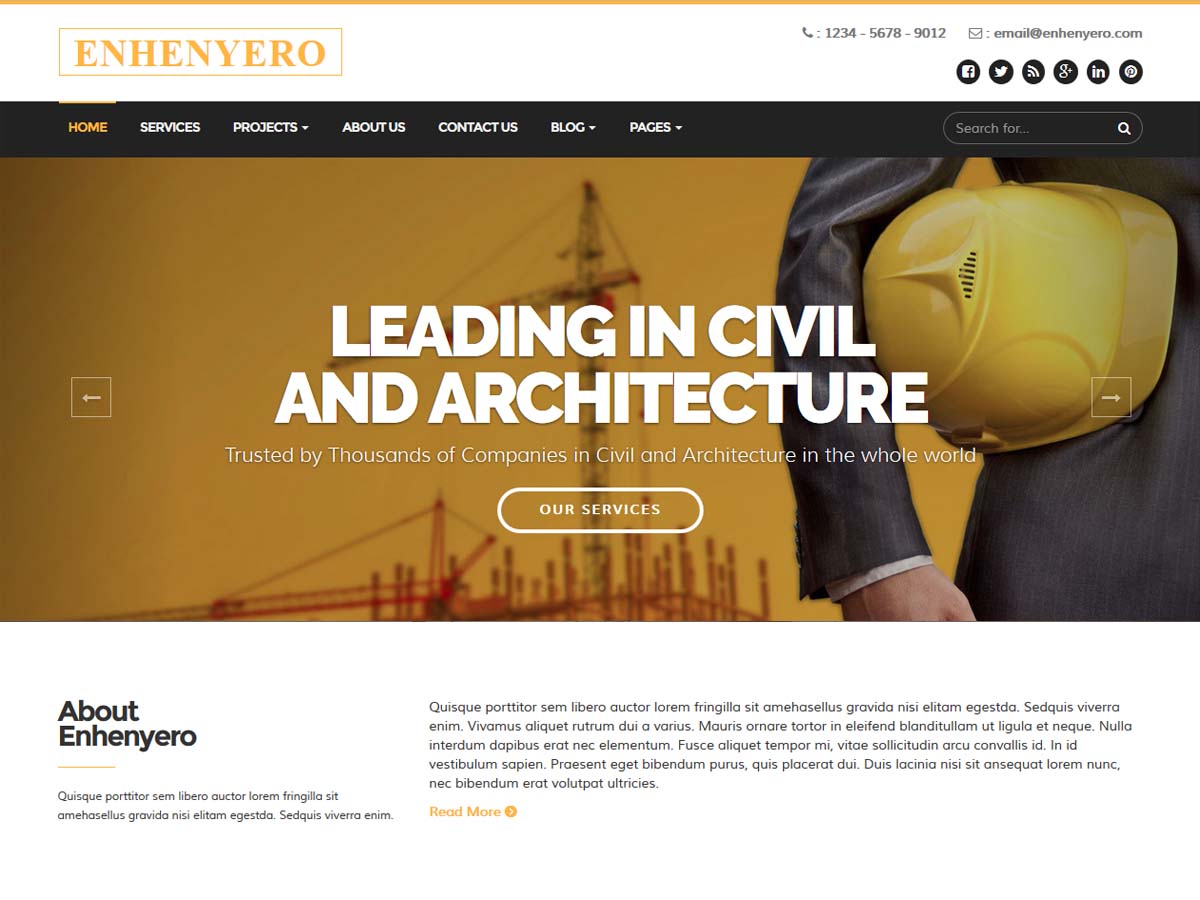 ENHENYERO
: 1234 - 5678 - 9012
: email@enhenyero.com
HOME
SERVICES
PROJECTS
ABOUT US
CONTACT US
BLOG
PAGES
Search for...
LEADING IN CIVIL
AND ARCHITECTURE
Trusted by Thousands of Companies in Civil and Architecture in the whole world
OUR SERVICES
About
Enhenyero
Quisque porttitor sem libero auctor lorem fringilla sit
amehasellus gravida nisi elitam egestda. Sedquis viverra enim.
Quisque porttitor sem libero auctor lorem fringilla sit amehasellus gravida nisi elitam egestda. Sedquis viverra
enim. Vivamus aliquet rutrum dui a varius. Mauris ornare tortor in eleifend blanditullam ut ligula et neque. Nulla
interdum dapibus erat nec elementum. Fusce aliquet tempor mi, vitae sollicitudin arcu convallis id. In id
vestibulum sapien. Praesent eget bibendum purus, quis placerat dui. Duis lacinia nisi sit ansequat lorem nunc,
nec bibendum erat volutpat ultricies.
Read More